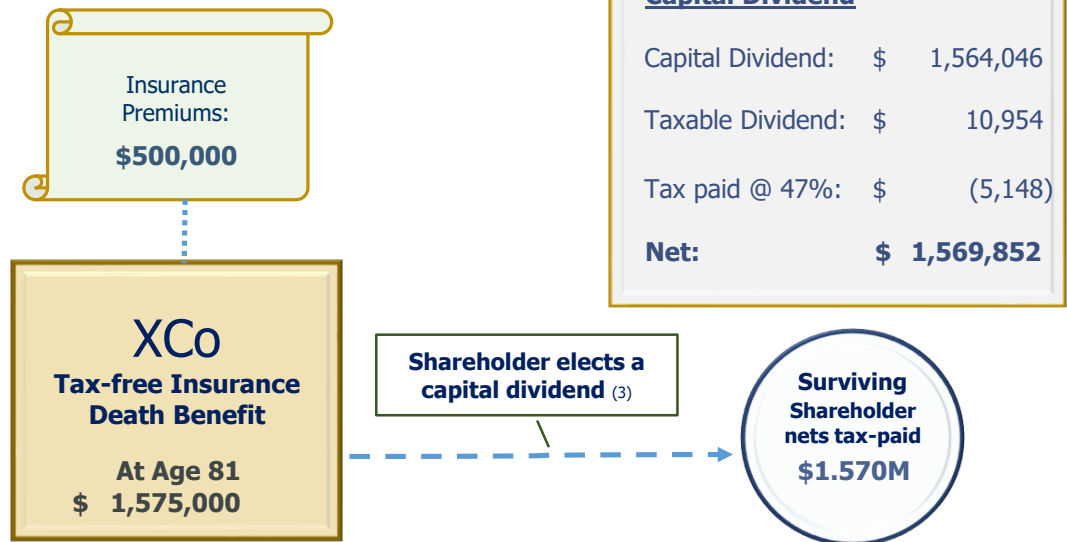 Capital Dividend
Capital Dividend: $ 1,564,046
Taxable Dividend: $ 10,954
Tax paid @ 47%: $ (5,148)
Net: $ 1,569,852
Insurance
Premiums:
$500,000
XCo
Tax-free Insurance
Death Benefit
At Age 81
$ 1,575,000
Shareholder elects a
capital dividend (3)
Surviving
Shareholder
nets tax-paid
$1.570M